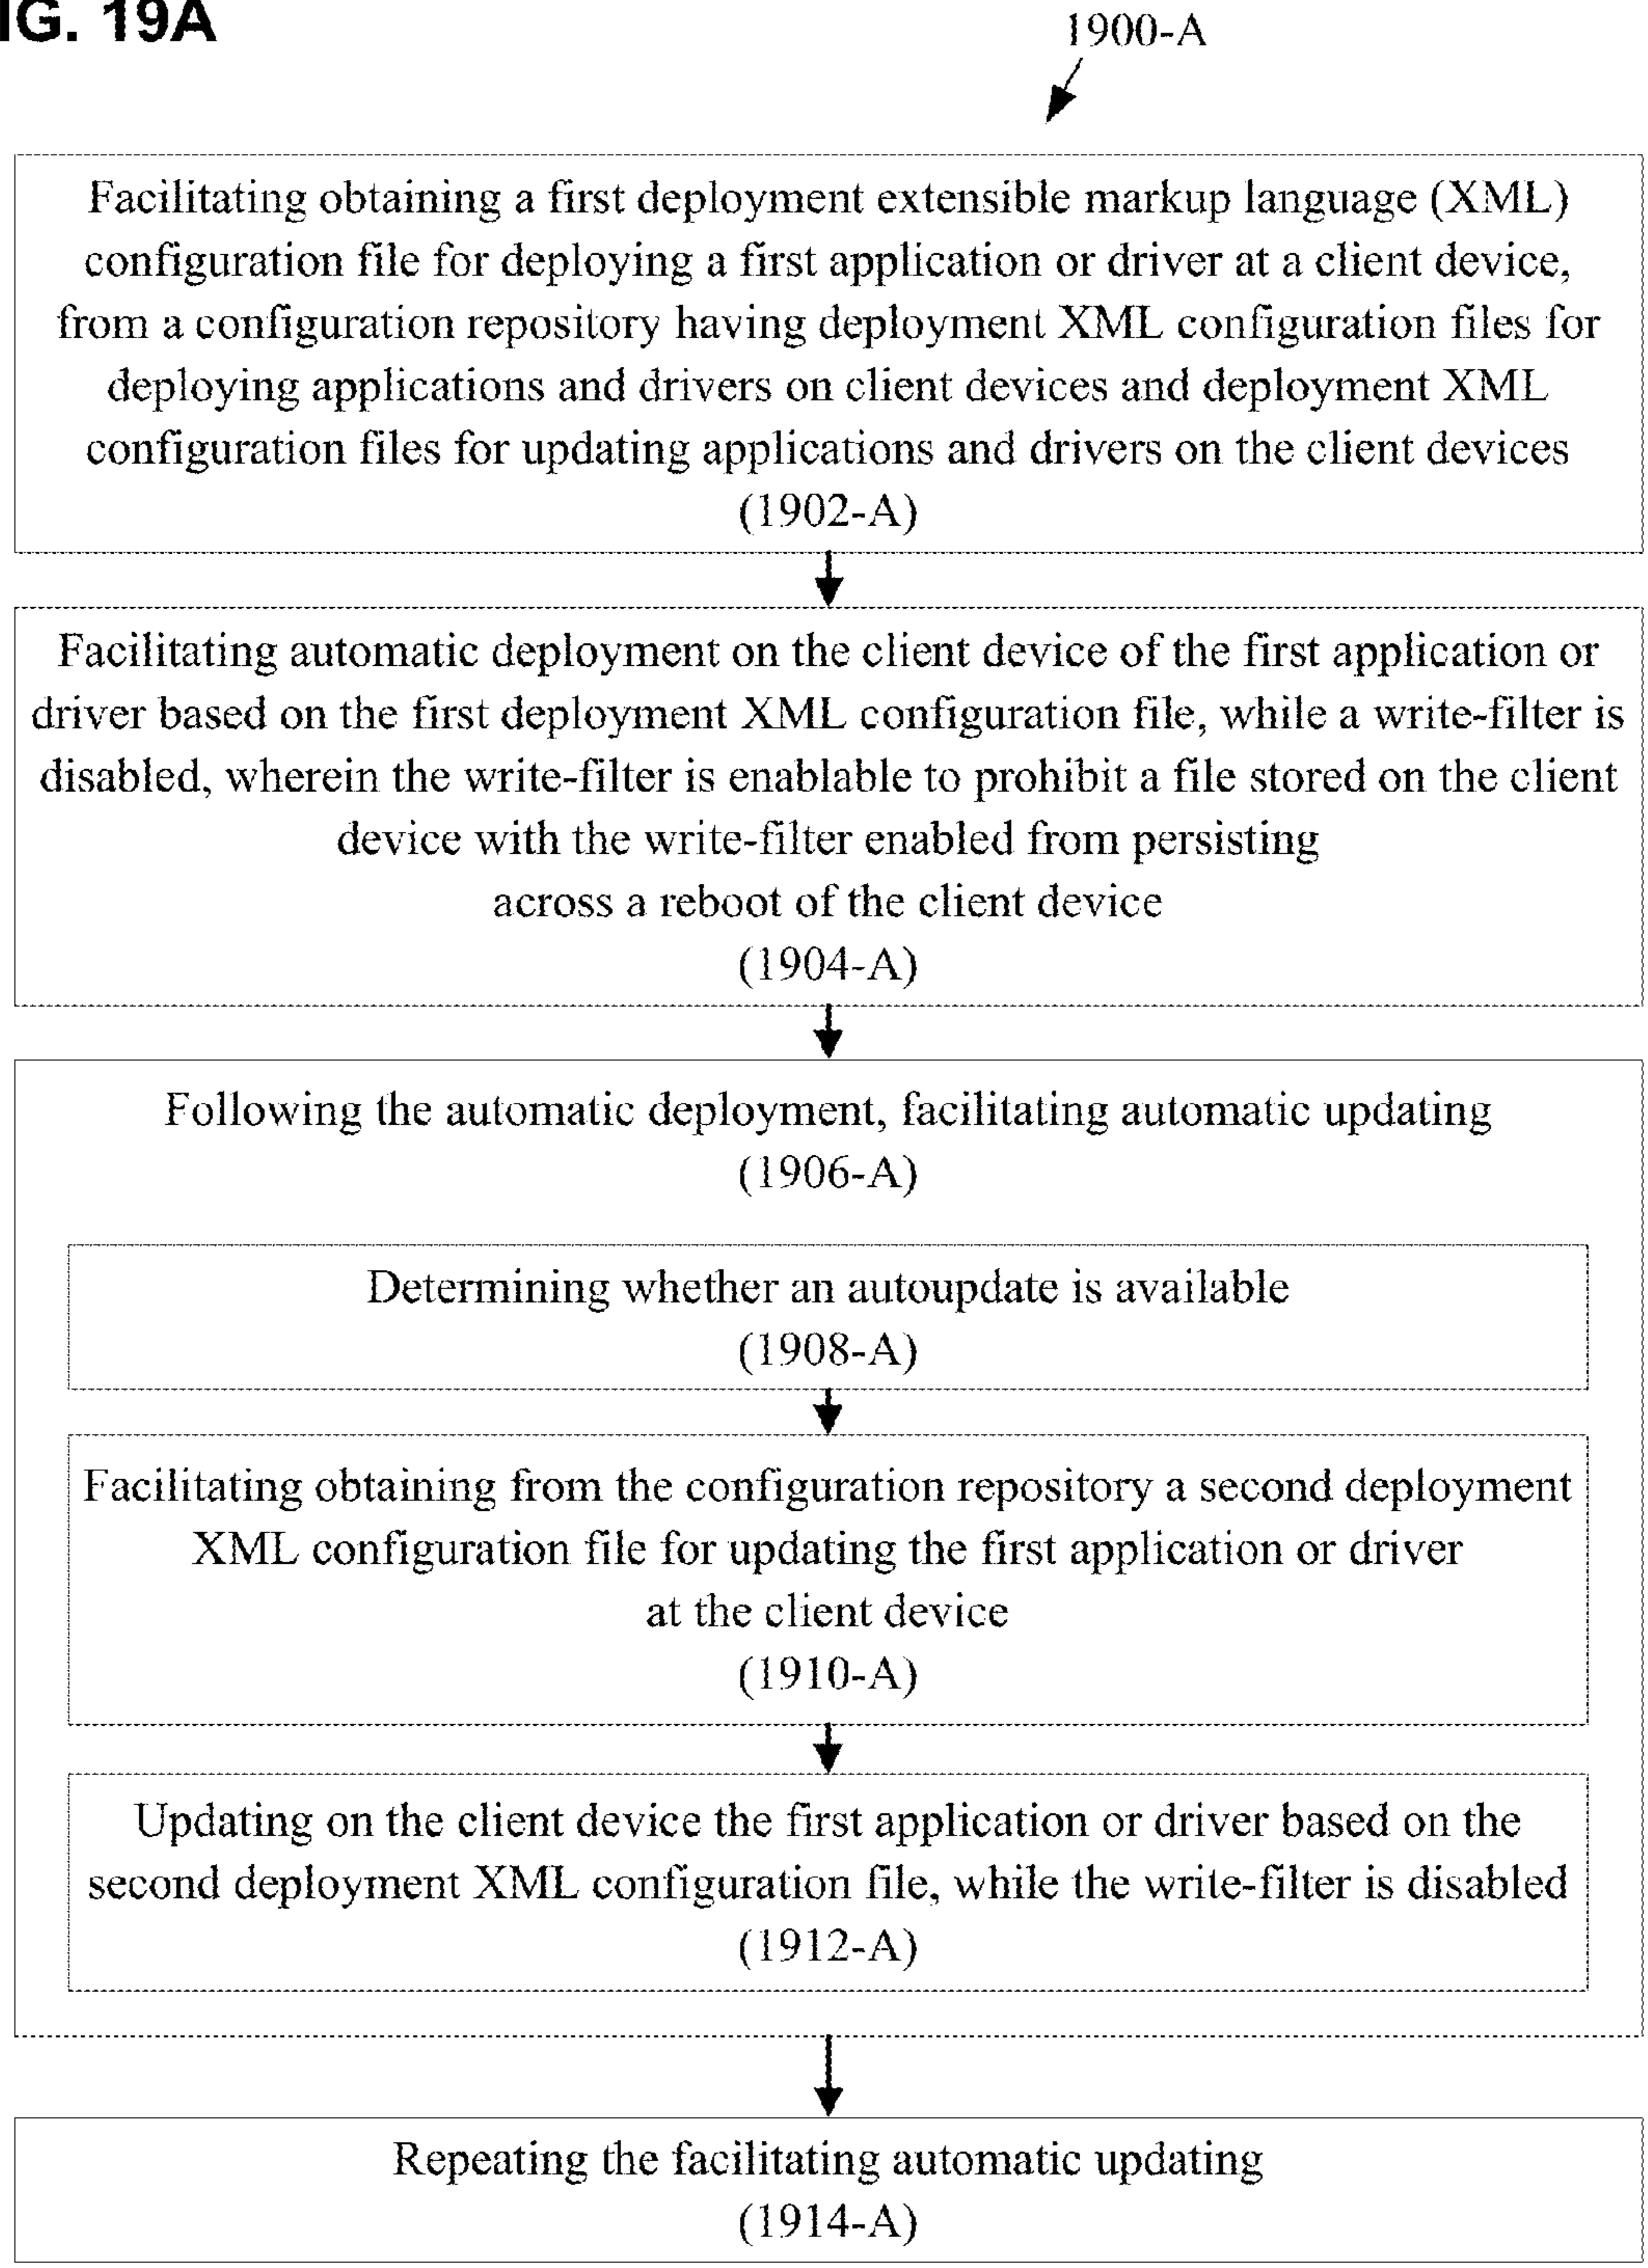 IG. 19A
1900-A
Facilitating obtaining a first deployment extensible markup language (XML)
configuration file for deploying a first application or driver at a client device,
from a configuration repository having deployment XML configuration files for
deploying applications and drivers on client devices and deployment XML
configuration files for updating applications and drivers on the client devices
(1902-A)
Facilitating automatic deployment on the client device of the first application or
driver based on the first deployment XML configuration file, while a write-filter is
disabled, wherein the write-filter is enablable to prohibit a file stored on the client
device with the write-filter enabled from persisting
across a reboot of the client device
(1904-A)
Following the automatic deployment, facilitating automatic updating
(1906-A)
Determining whether an autoupdate is available
(1908-A)
Facilitating obtaining from the configuration repository a second deployment
XML configuration file for updating the first application or driver
at the client device
(1910-A)
Updating on the client device the first application or driver based on the
second deployment XML configuration file, while the write-filter is disabled
(1912-A)
Repeating the facilitating automatic updating
(1914-A)